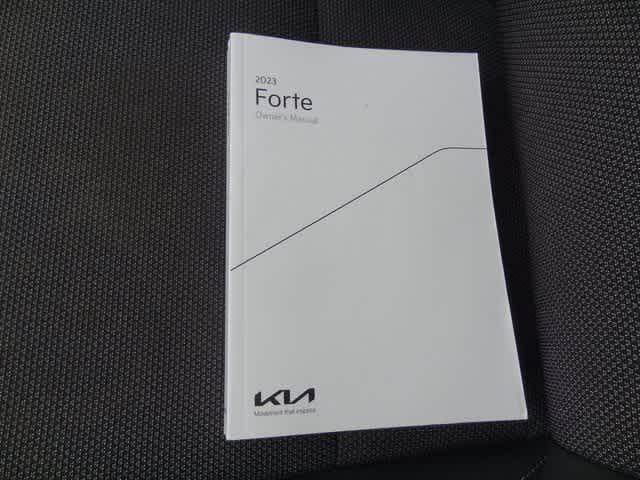 2023
Forte
Owner's Manual
KIA
Movement that inspires